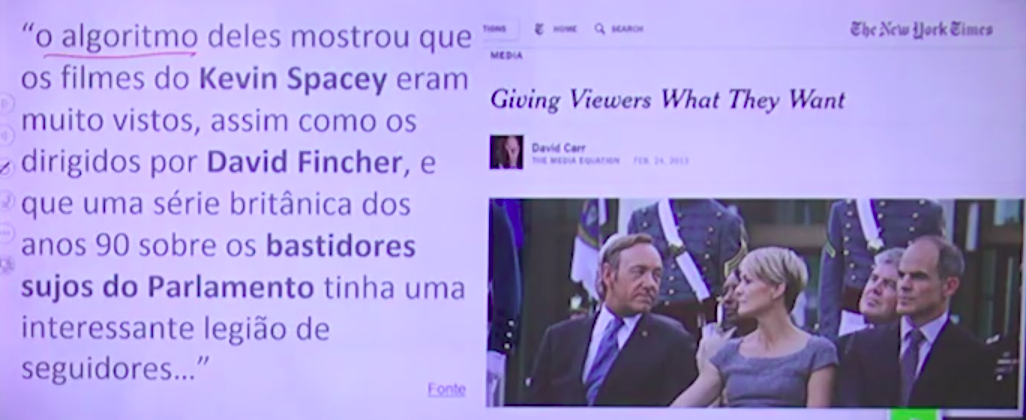 “o algoritmo deles mostrou que
os filmes do Kevin Spacey eram
muito vistos, assim como os
dirigidos por David Fincher, e
que uma série britânica dos
anos 90 sobre os bastidores
sujos do Parlamento tinha uma
interessante legião de
seguidores...”
Fonte
TIONS HOME SEARCH
The New York Times
MEDIA
Giving Viewers What They Want
David Carr
THE MEDIA EQUATION FEB. 24, 2013